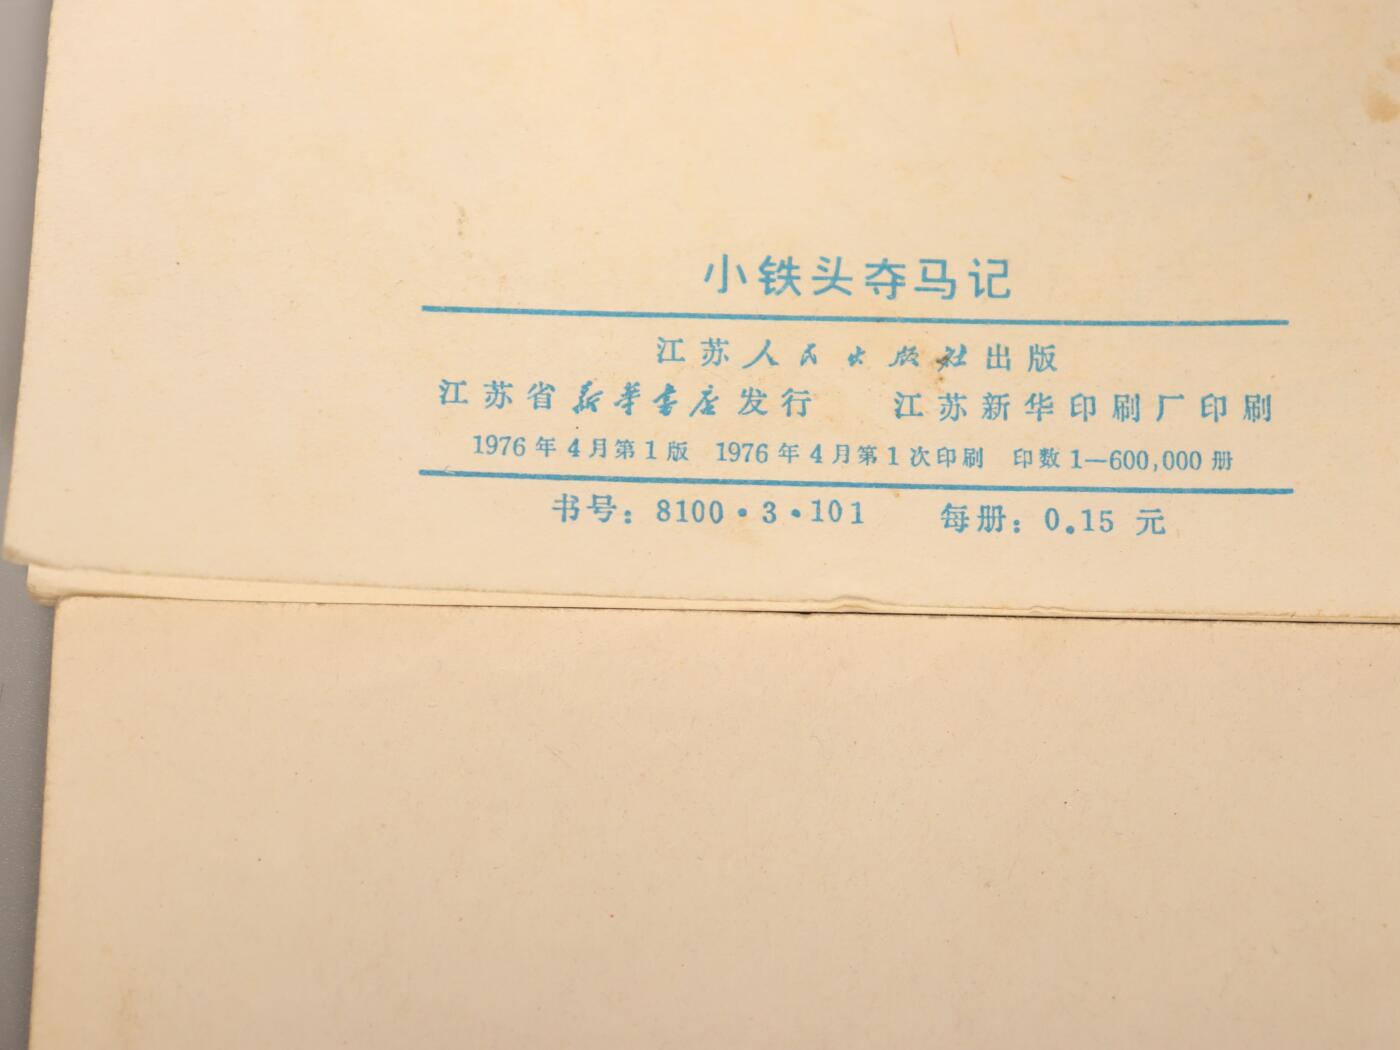 小铁头夺马记
江苏人民出版社出版
江苏省新华书店发行　江苏新华印刷厂印刷
1976年4月第1版　1976年4月第1次印刷　印数1—600,000册
书号：8100·3·101　每册：0.15 元